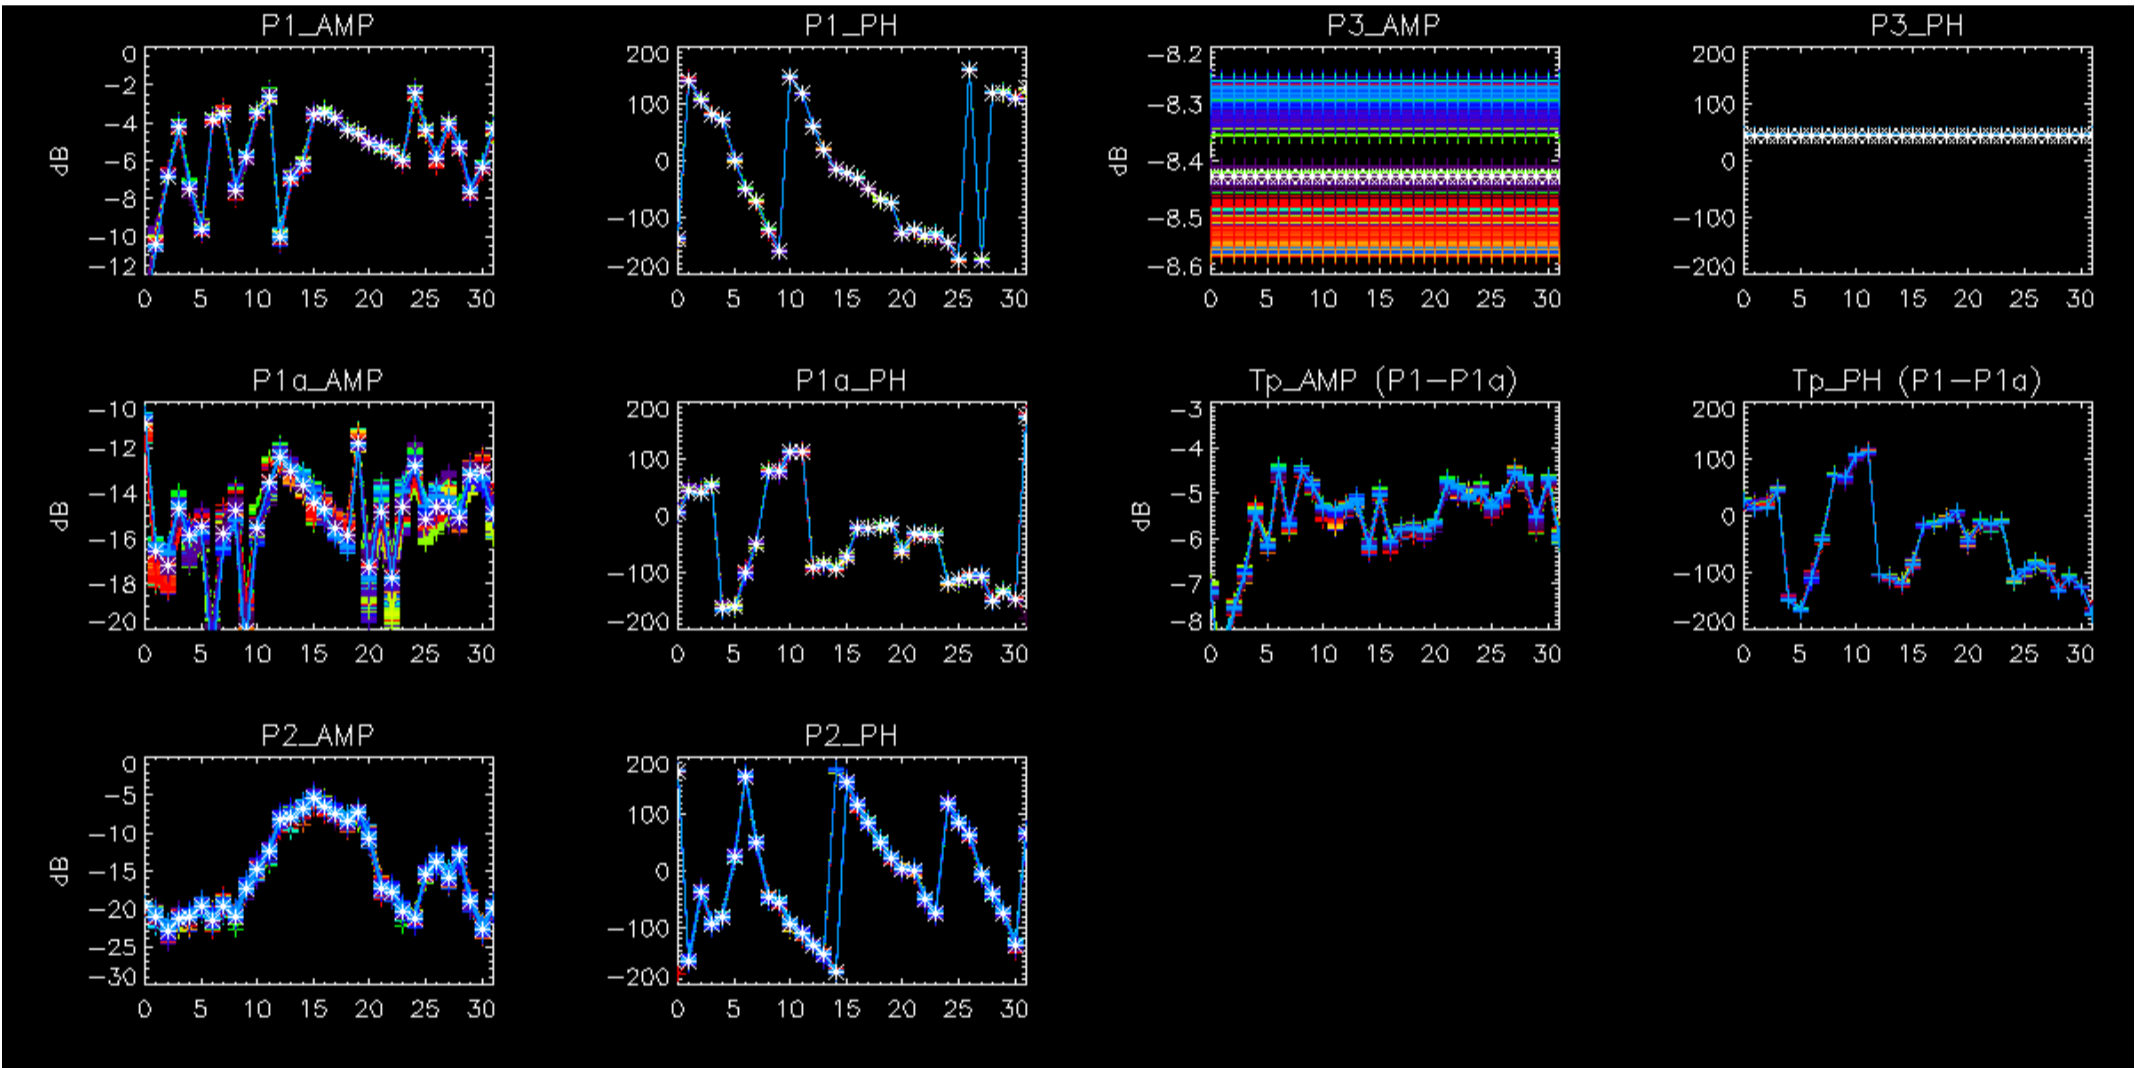 P1_AMP
P1_PH
P3_AMP
P3_PH
0
-2
-4
-6
-8
-10
-12
dB
0 5 10 15 20 25 30
200
100
0
-100
-200
0 5 10 15 20 25 30
-8.2
-8.3
-8.4
-8.5
-8.6
dB
0 5 10 15 20 25 30
200
100
0
-100
-200
0 5 10 15 20 25 30
P1a_AMP
P1a_PH
Tp_AMP (P1-P1a)
Tp_PH (P1-P1a)
-10
-12
-14
-16
-18
-20
dB
0 5 10 15 20 25 30
200
100
0
-100
-200
0 5 10 15 20 25 30
-3
-4
-5
-6
-7
-8
dB
0 5 10 15 20 25 30
200
100
0
-100
-200
0 5 10 15 20 25 30
P2_AMP
P2_PH
0
-5
-10
-15
-20
-25
-30
dB
0 5 10 15 20 25 30
200
100
0
-100
-200
0 5 10 15 20 25 30